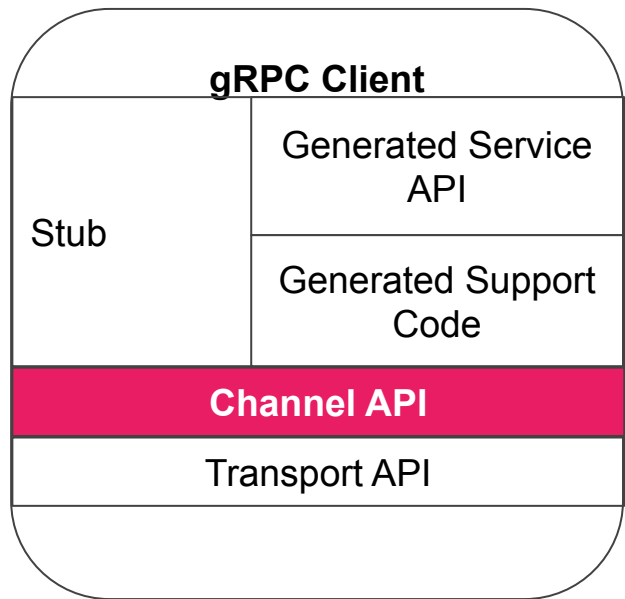 gRPC Client
Stub
Generated Service
API
Generated Support
Code
Channel API
Transport API